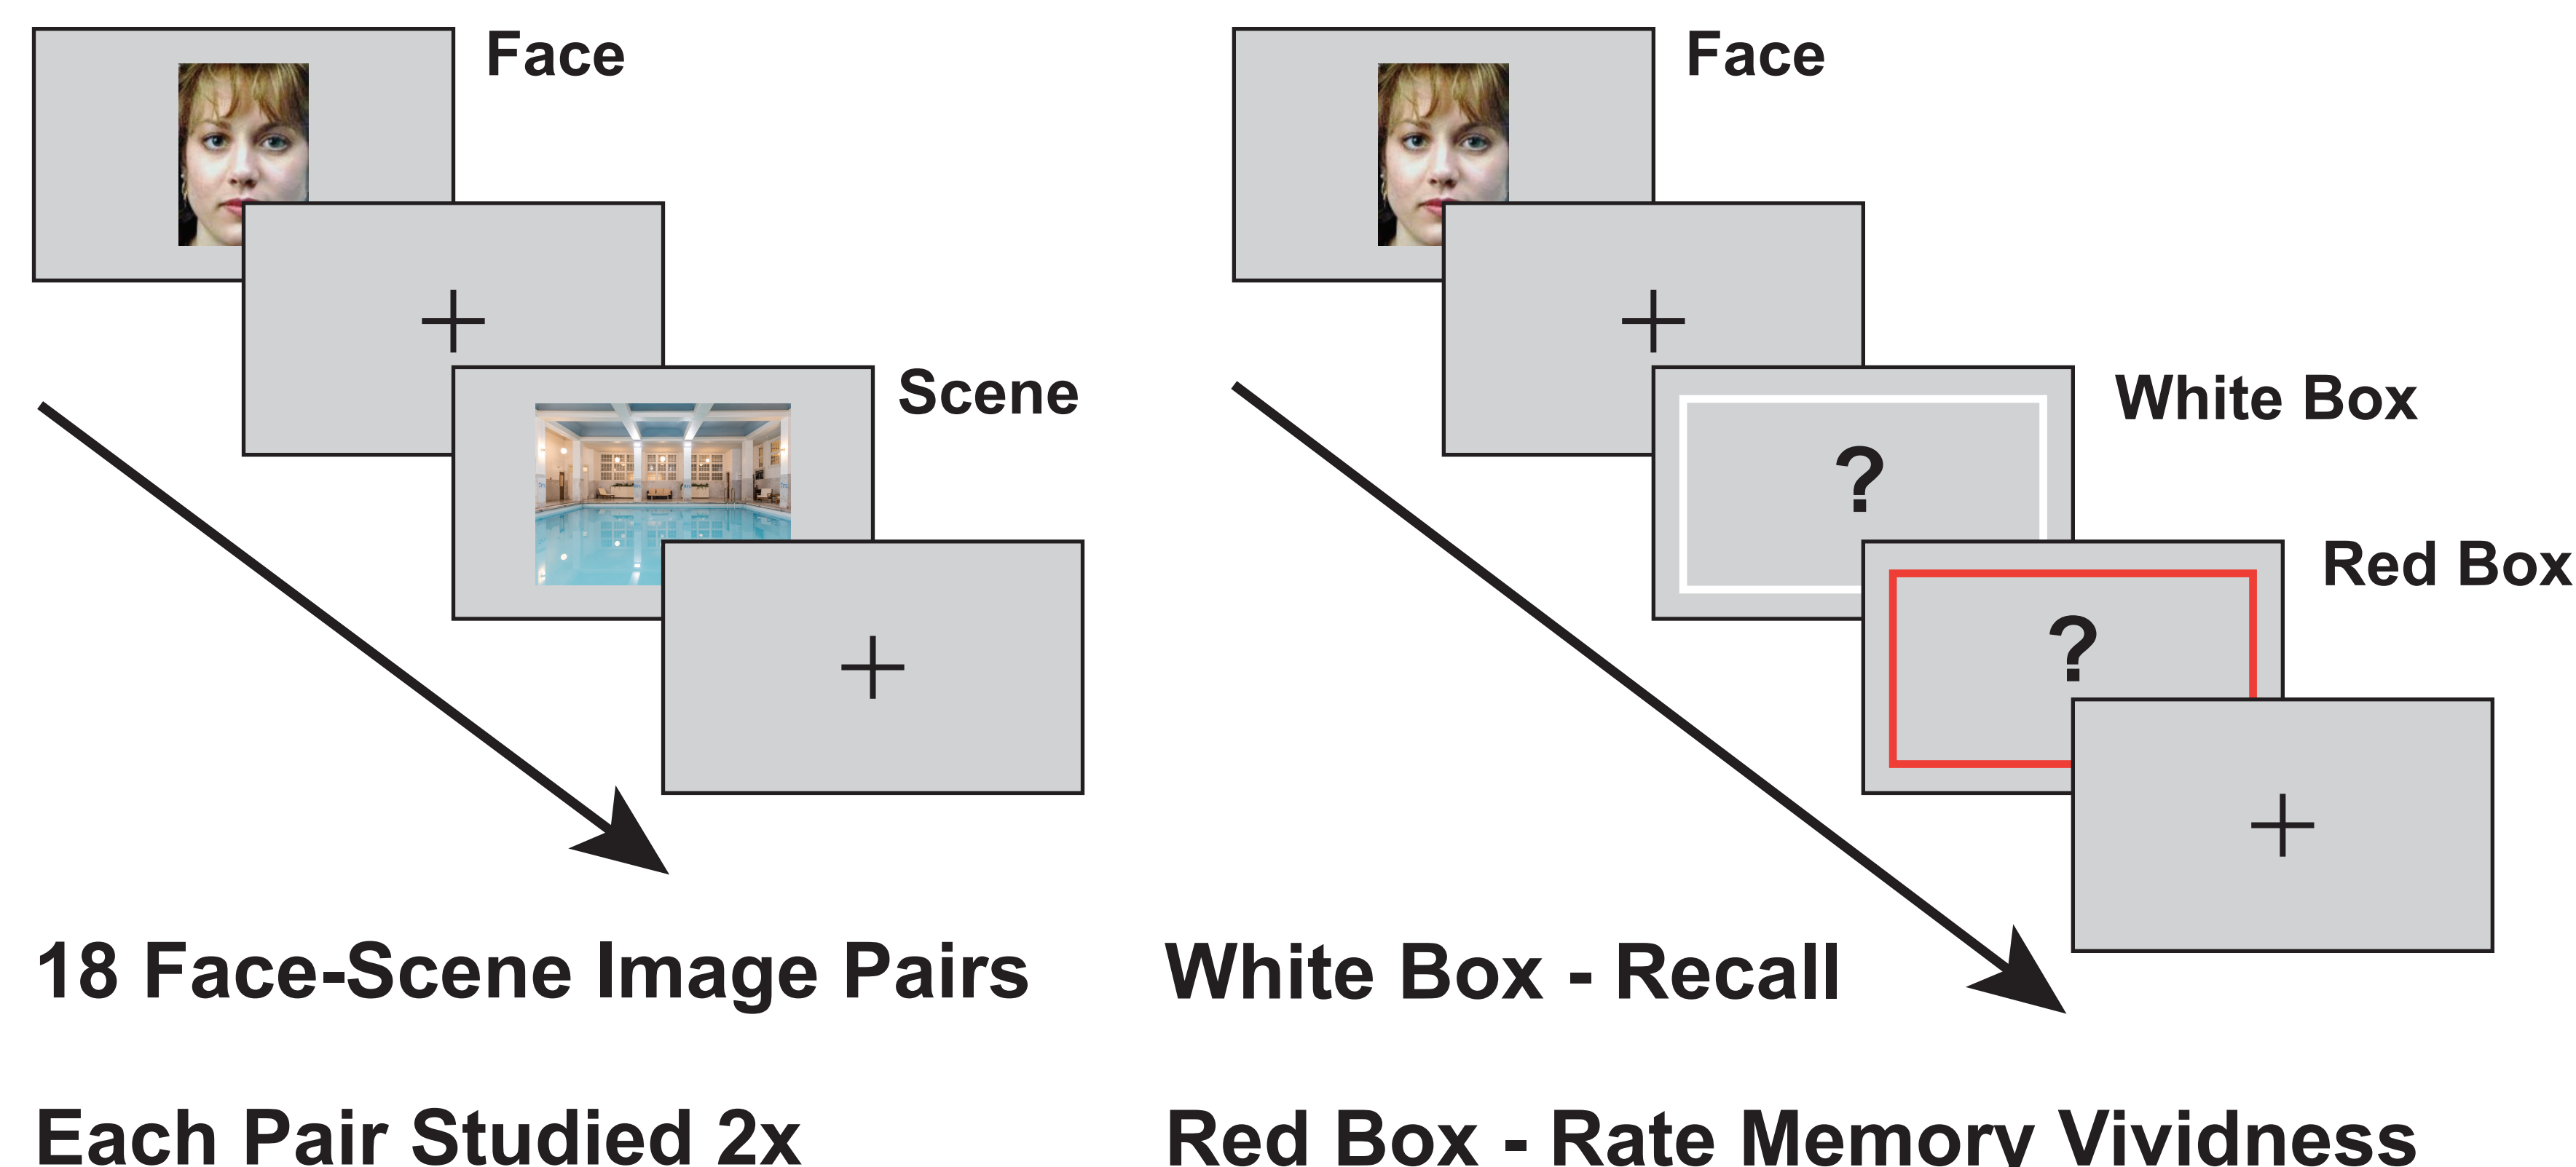 Face
Scene
18 Face-Scene Image Pairs
Each Pair Studied 2x
Face
White Box
?
Red Box
?
White Box - Recall
Red Box - Rate Memory Vividness